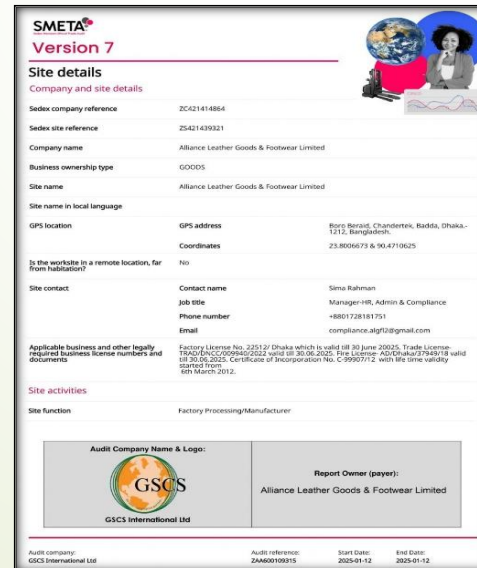 SMETA
Version 7
Site details
Company and site details
Sedex company reference ZC421414864
Sedex site reference ZS421439321
Company name Alliance Leather Goods & Footwear Limited
Business ownership type GOODS
Site name Alliance Leather Goods & Footwear Limited
Site name in local language
GPS location GPS address Boro Beraid, Chandertek, Badda, Dhaka.-
1212, Bangladesh.
Coordinates 23.8006673 & 90.4710625
Is the worksite in a remote location, far No
from habitation?
Site contact Contact name Sima Rahman
Job title Manager-HR, Admin & Compliance
Phone number +8801728181751
Email compliance.algfl2@gmail.com
Applicable business and other legally Factory License No. 22512/ Dhaka which is valid till 30 June 20025. Trade License-
required business license numbers and TRAD/DNCC/009940/2022 valid till 30.06.2025. Fire License- AD/Dhaka/37949/18 valid
documents till 30.06.2025. Certificate of Incorporation No. C-99907/12 with life time validity
started from
6th March 2012.
Site activities
Site function Factory Processing/Manufacturer
Audit Company Name & Logo:
GSCS
GSCS International Ltd
Report Owner (payer):
Alliance Leather Goods & Footwear Limited
Audit company: Audit reference: Start Date: End Date:
GSCS International Ltd ZAA600109315 2025-01-12 2025-01-12